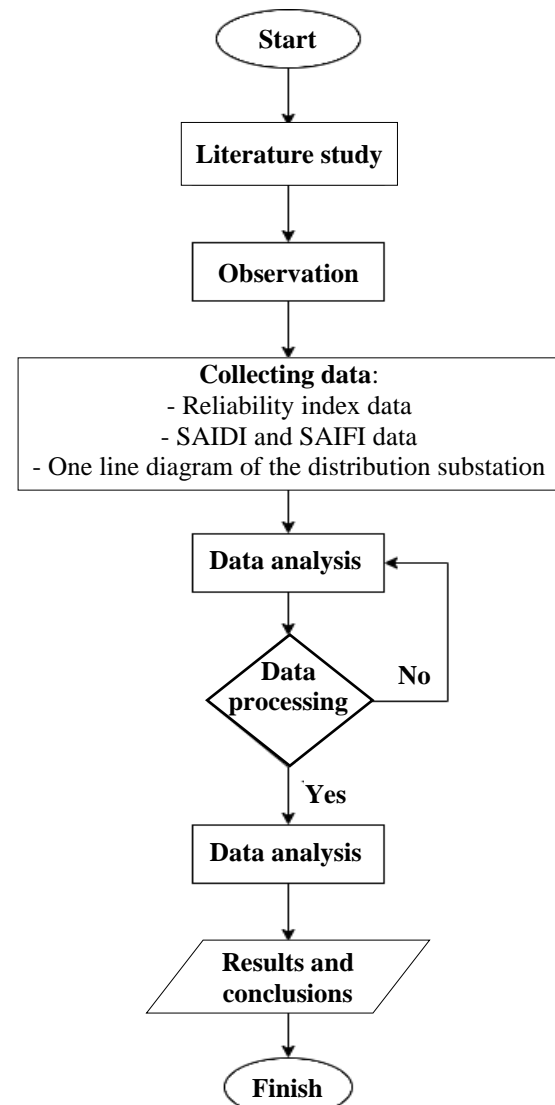 Start
Literature study
Observation
Collecting data:
- Reliability index data
- SAIDI and SAIFI data
- One line diagram of the distribution substation
Data analysis
Data
processing
No
Yes
Data analysis
Results and
conclusions
Finish